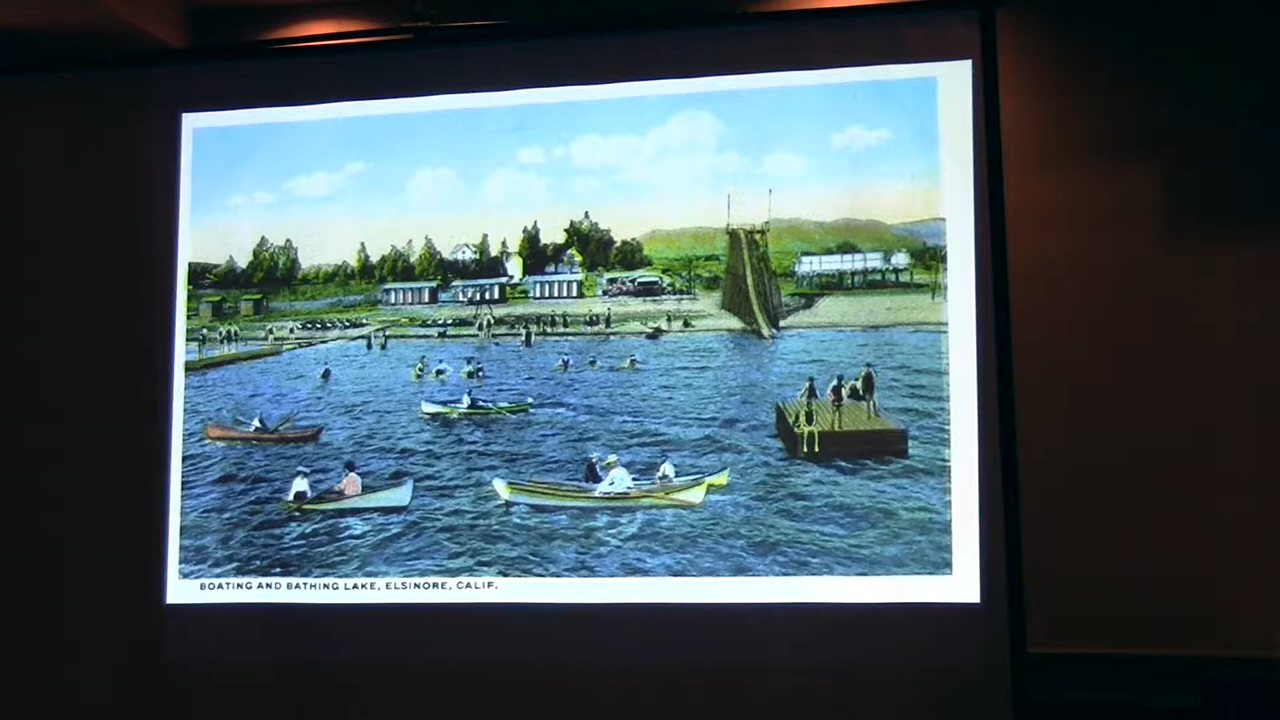 BOATING AND BATHING LAKE, ELSINORE, CALIF.